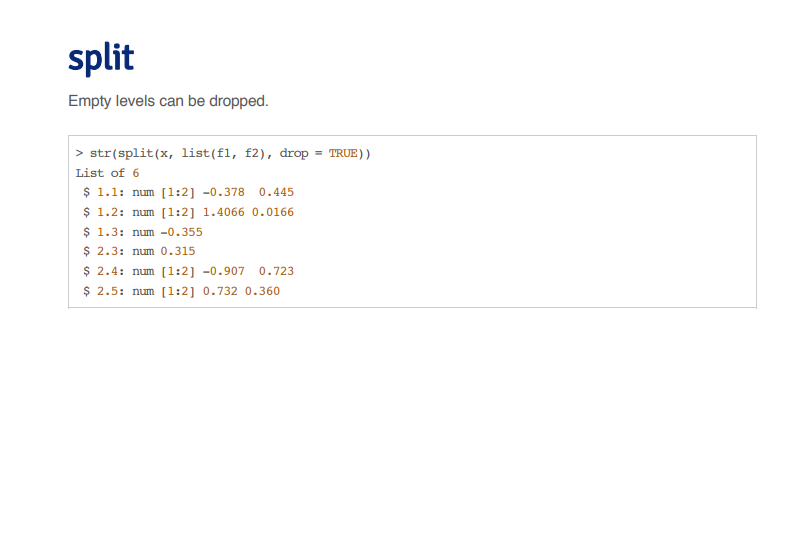 split
Empty levels can be dropped.
> str(split(x, list(f1, f2), drop = TRUE))
List of 6
 $ 1.1: num [1:2] -0.378  0.445
 $ 1.2: num [1:2] 1.4066 0.0166
 $ 1.3: num -0.355
 $ 2.3: num 0.315
 $ 2.4: num [1:2] -0.907  0.723
 $ 2.5: num [1:2] 0.732 0.360